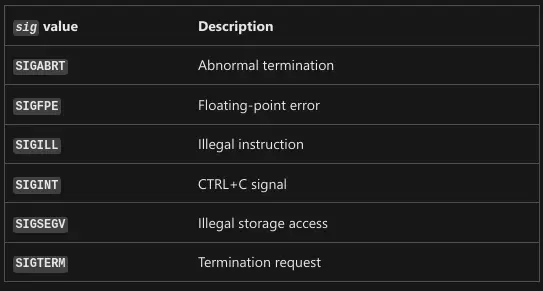 sig value Description
SIGABRT Abnormal termination
SIGFPE Floating-point error
SIGILL Illegal instruction
SIGINT CTRL+C signal
SIGSEGV Illegal storage access
SIGTERM Termination request